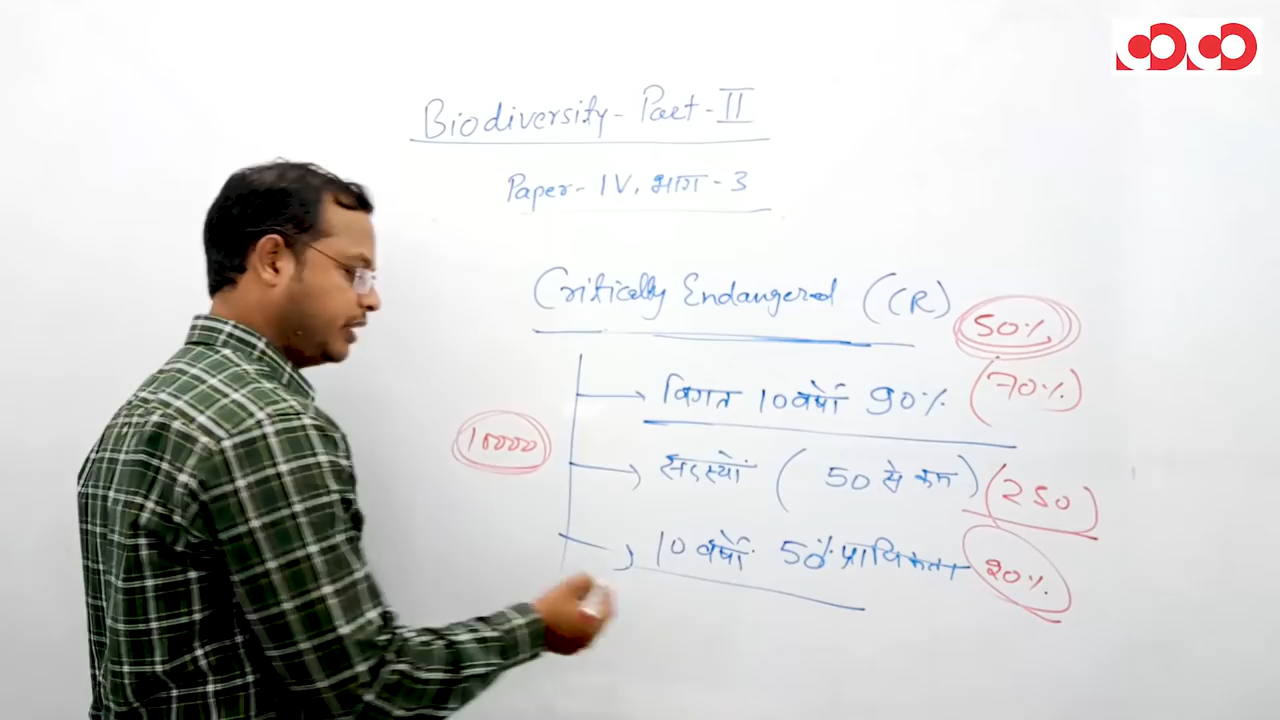 Biodiversity - Part - II
Paper - IV, भाग - 3
Critically Endangered (CR) 50%
विगत 10 वर्षों 90% (70%)
10000
सदस्यों (50 से कम) (250)
10 वर्षों 50% प्रायिकता 20%